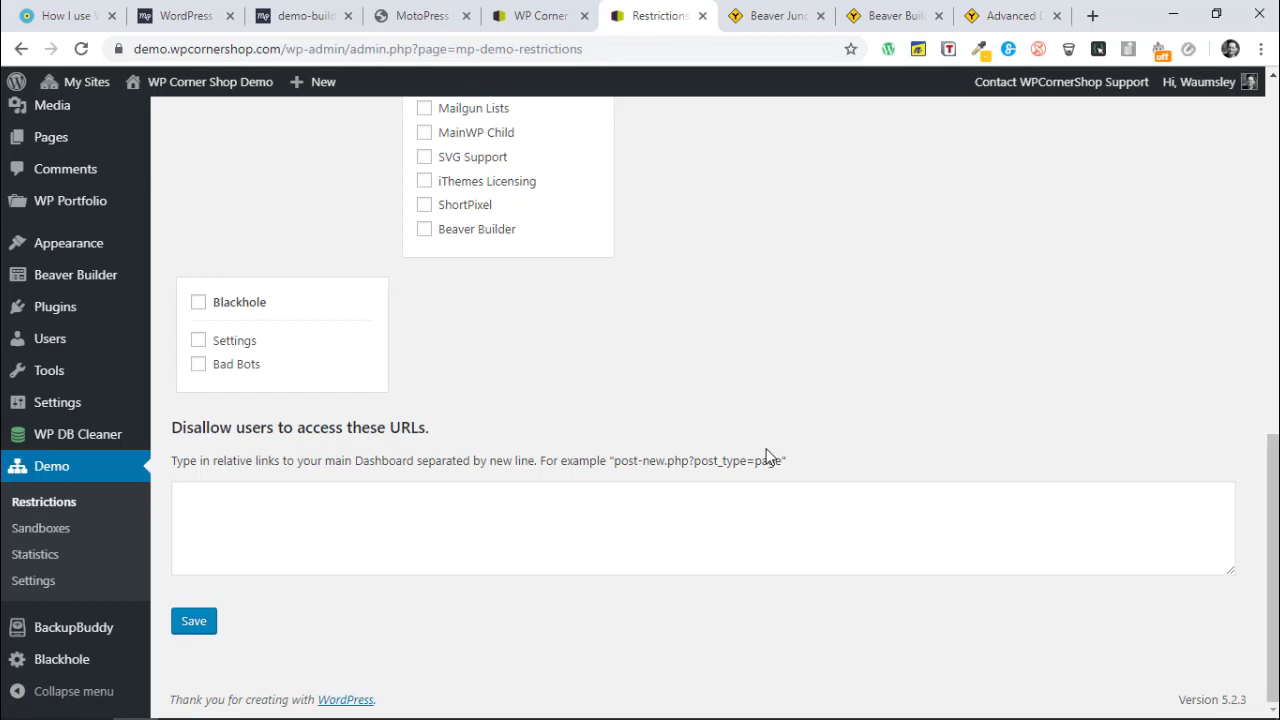 How I use
WordPress
demo-build
MotoPress
WP Corner
Restrictions
Beaver Junc
Beaver Buil
Advanced D
demo.wpcornershop.com/wp-admin/admin.php?page=mp-demo-restrictions
off
My Sites
WP Corner Shop Demo
New
Contact WPCornerShop Support
Hi, Waumsley
Media
Pages
Comments
WP Portfolio
Appearance
Beaver Builder
Plugins
Users
Tools
Settings
WP DB Cleaner
Demo
Restrictions
Sandboxes
Statistics
Settings
BackupBuddy
Blackhole
Collapse menu
Mailgun Lists
MainWP Child
SVG Support
iThemes Licensing
ShortPixel
Beaver Builder
Blackhole
Settings
Bad Bots
Disallow users to access these URLs.
Type in relative links to your main Dashboard separated by new line. For example "post-new.php?post_type=page"
Save
Thank you for creating with WordPress.
Version 5.2.3